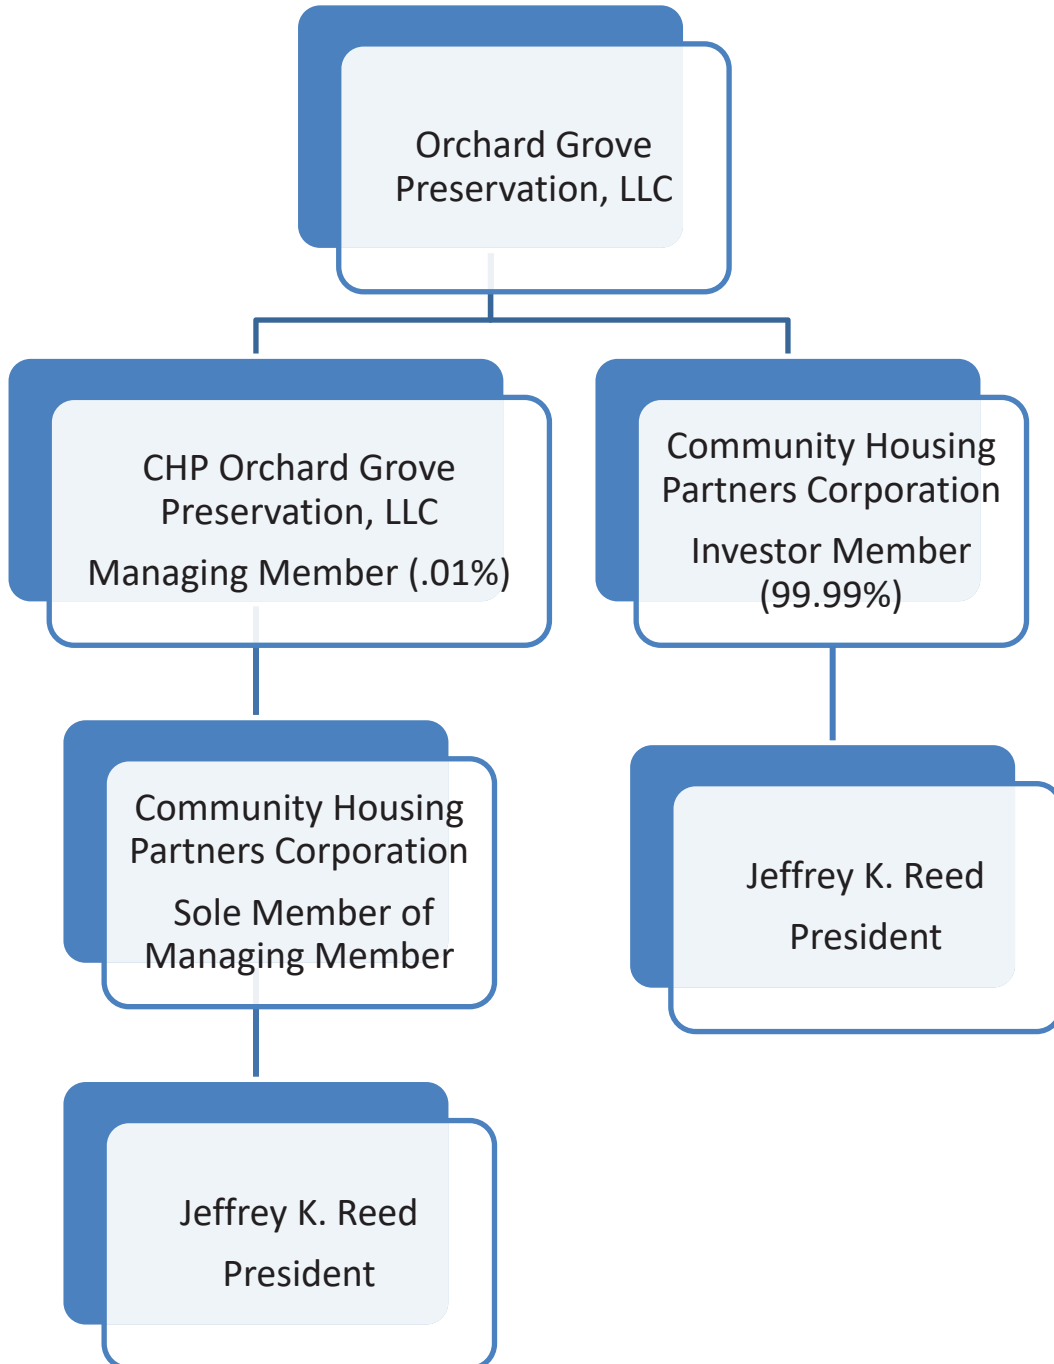 Orchard Grove
Preservation, LLC
CHP Orchard Grove
Preservation, LLC
Managing Member (.01%)
Community Housing
Partners Corporation
Investor Member
(99.99%)
Community Housing
Partners Corporation
Sole Member of
Managing Member
Jeffrey K. Reed
President
Jeffrey K. Reed
President